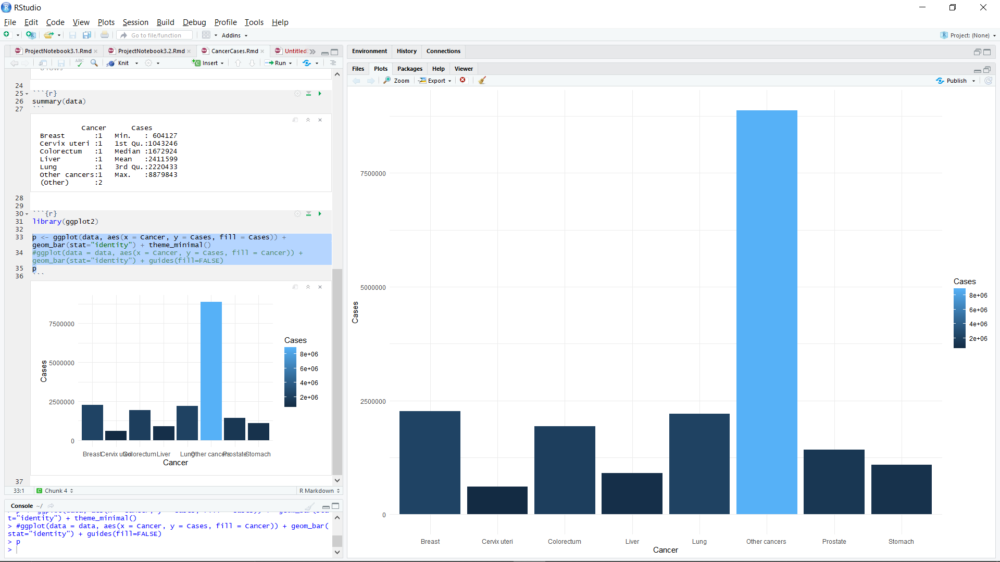 RStudio
File Edit Code View Plots Session Build Debug Profile Tools Help
Go to file/function Addins Project: (None)
ProjectNotebook3.1.Rmd ProjectNotebook3.2.Rmd CancerCases.Rmd Untitled
ABC Knit Insert Run
24
25 ```{r}
26 summary(data)
27 ```
Cancer Cases
Breast :1 Min. : 604127
Cervix uteri :1 1st Qu.:1043246
Colorectum :1 Median :1672924
Liver :1 Mean :2411599
Lung :1 3rd Qu.:2220433
Other cancers:1 Max. :8879843
(Other) :2
28
29
30 ```{r}
31 library(ggplot2)
32
33 p <- ggplot(data, aes(x = Cancer, y = Cases, fill = Cases)) +
geom_bar(stat="identity") + theme_minimal()
34 #ggplot(data = data, aes(x = Cancer, y = Cases, fill = Cancer)) +
geom_bar(stat="identity") + guides(fill=FALSE)
35 p
36 ```
Cases
7500000
5000000
2500000
0
Cases
8e+06
6e+06
4e+06
2e+06
Breast Cervix uteri Colorectum Liver Lung Other cancers Prostate Stomach
Cancer
37
33:1 Chunk 4 R Markdown
Console ~/
t="identity") + theme_minimal()
> #ggplot(data = data, aes(x = Cancer, y = Cases, fill = Cancer)) + geom_bar(
stat="identity") + guides(fill=FALSE)
> p
>
Environment History Connections
Files Plots Packages Help Viewer
Zoom Export Publish
Cases
7500000
5000000
2500000
0
Cases
8e+06
6e+06
4e+06
2e+06
Breast Cervix uteri Colorectum Liver Lung Other cancers Prostate Stomach
Cancer